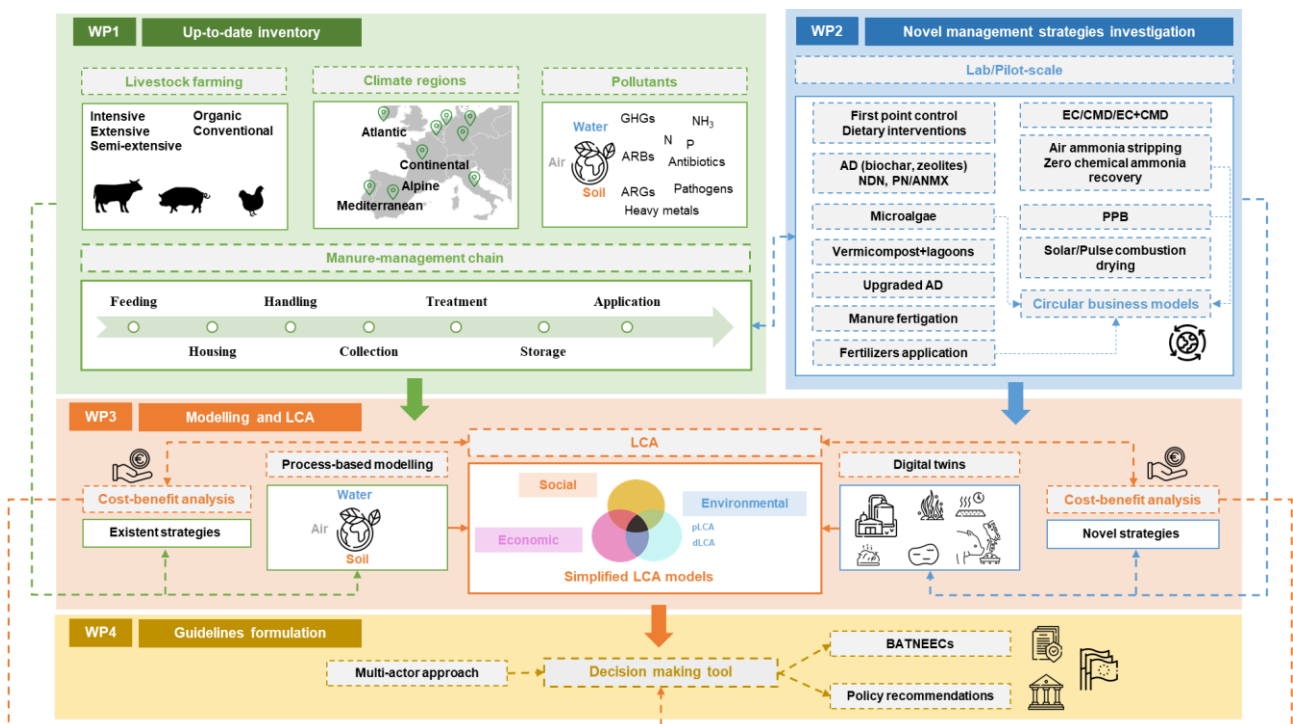 WP1
Up-to-date inventory
Livestock farming
Intensive
Extensive
Semi-extensive
Organic
Conventional
Climate regions
Atlantic
Continental
Alpine
Mediterranean
Pollutants
Water
Air
Soil
GHGs
NH3
N
P
ARBs
Antibiotics
ARGs
Pathogens
Heavy metals
Manure-management chain
Feeding
Handling
Treatment
Application
Housing
Collection
Storage
WP2
Novel management strategies investigation
Lab/Pilot-scale
First point control
Dietary interventions
AD (biochar, zeolites)
NDN, PN/ANMX
Microalgae
Vermicompost+lagoons
Upgraded AD
Manure fertigation
Fertilizers application
EC/CMD/EC+CMD
Air ammonia stripping
Zero chemical ammonia
recovery
PPB
Solar/Pulse combustion
drying
Circular business models
WP3
Modelling and LCA
Cost-benefit analysis
Existent strategies
Process-based modelling
Water
Air
Soil
LCA
Social
Environmental
pLCA
dLCA
Economic
Simplified LCA models
Digital twins
Cost-benefit analysis
Novel strategies
WP4
Guidelines formulation
Multi-actor approach
Decision making tool
BATNEECs
Policy recommendations